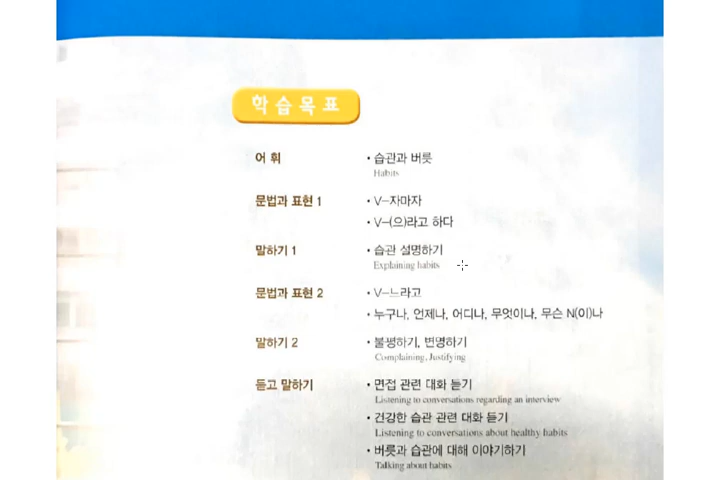 학습목표
어휘
• 습관과 버릇
Habits
문법과 표현 1
• V-자마자
• V-(으)라고 하다
말하기 1
• 습관 설명하기
Explaining habits
문법과 표현 2
• V-느라고
• 누구나, 언제나, 어디나, 무엇이나, 무슨 N(이)나
말하기 2
• 불평하기, 변명하기
Complaining, Justifying
듣고 말하기
• 면접 관련 대화 듣기
Listening to conversations regarding an interview
• 건강한 습관 관련 대화 듣기
Listening to conversations about healthy habits
• 버릇과 습관에 대해 이야기하기
Talking about habits